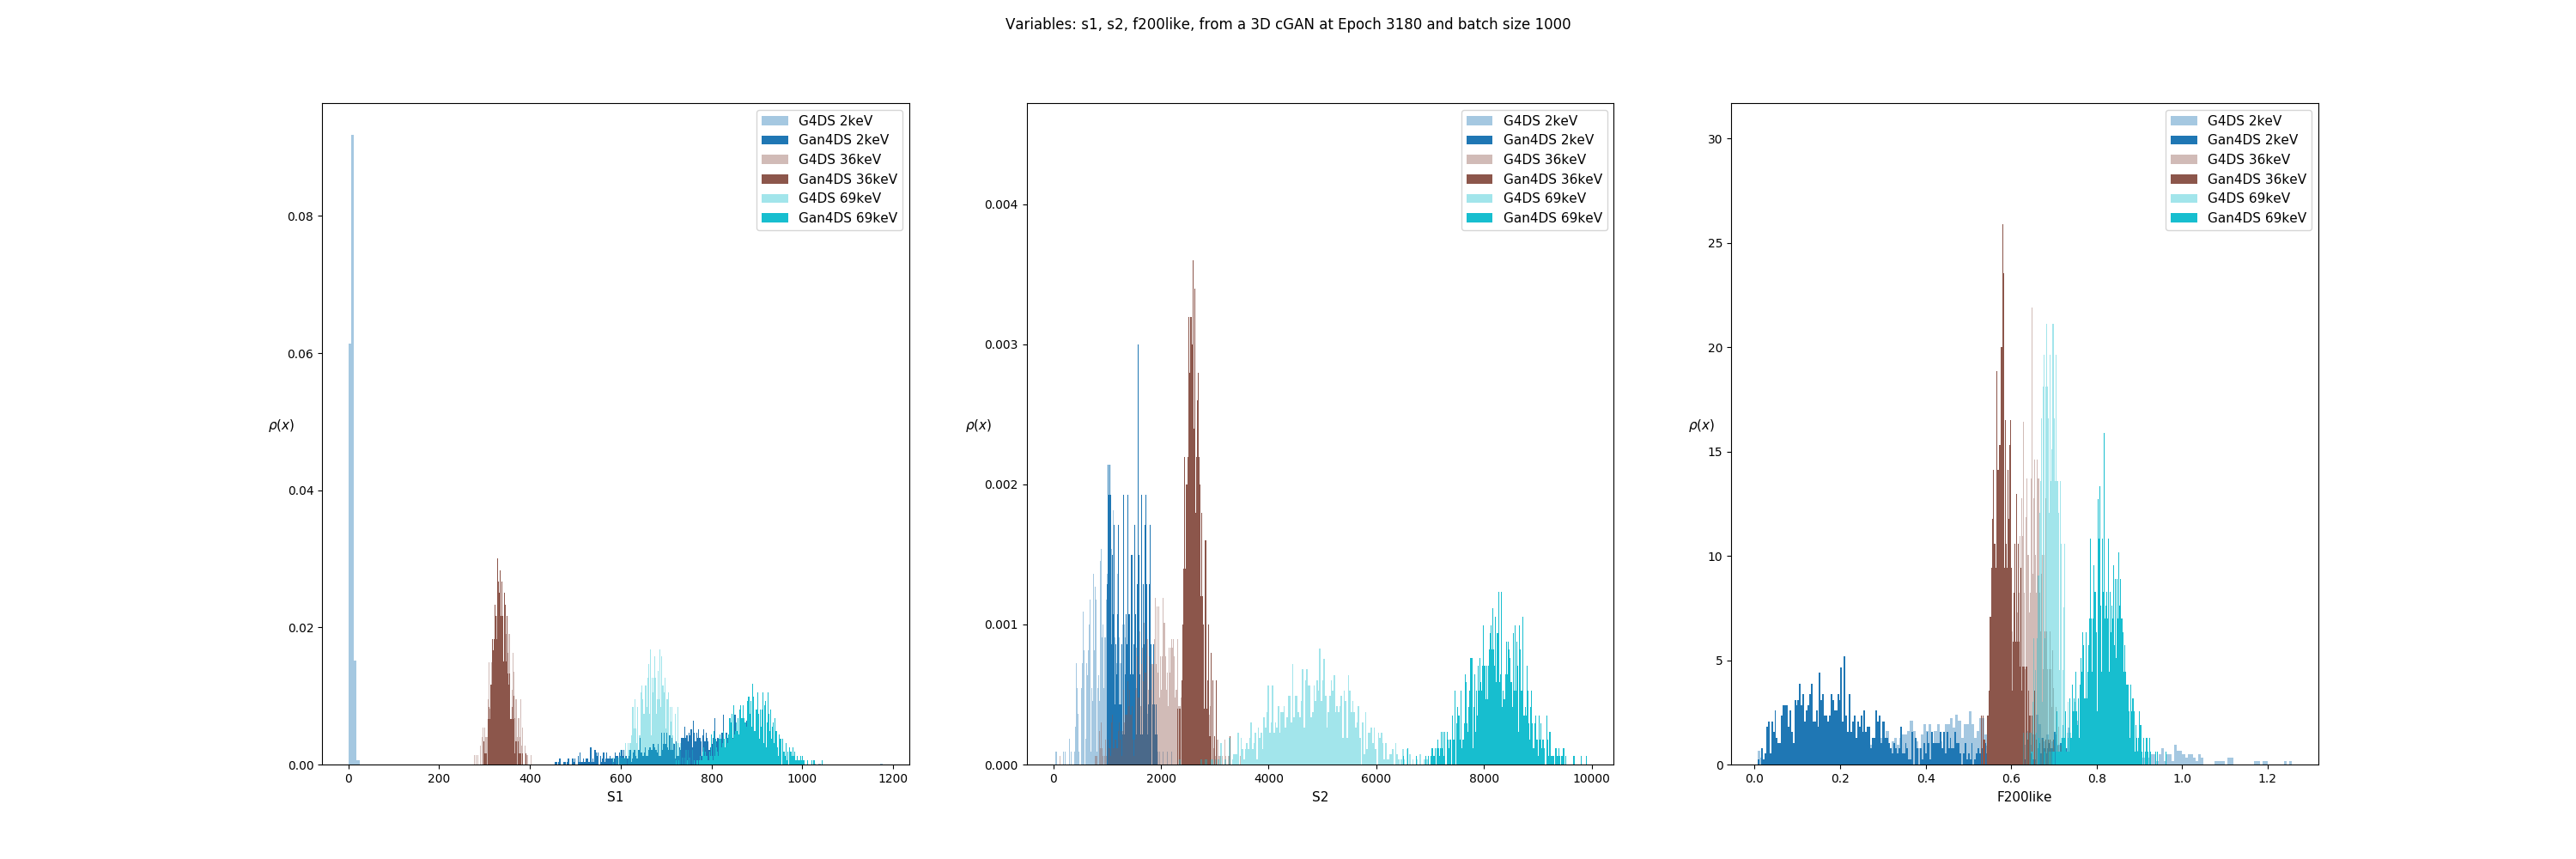 Variables: s1, s2, f200like, from a 3D cGAN at Epoch 3180 and batch size 1000
G4DS 2keV
Gan4DS 2keV
G4DS 36keV
Gan4DS 36keV
G4DS 69keV
Gan4DS 69keV
0.08
0.06
0.04
0.02
0.00
ρ(x)
0
200
400
600
800
1000
1200
S1
G4DS 2keV
Gan4DS 2keV
G4DS 36keV
Gan4DS 36keV
G4DS 69keV
Gan4DS 69keV
0.004
0.003
0.002
0.001
0.000
ρ(x)
0
2000
4000
6000
8000
10000
S2
G4DS 2keV
Gan4DS 2keV
G4DS 36keV
Gan4DS 36keV
G4DS 69keV
Gan4DS 69keV
30
25
20
15
10
5
0
ρ(x)
0.0
0.2
0.4
0.6
0.8
1.0
1.2
F200like